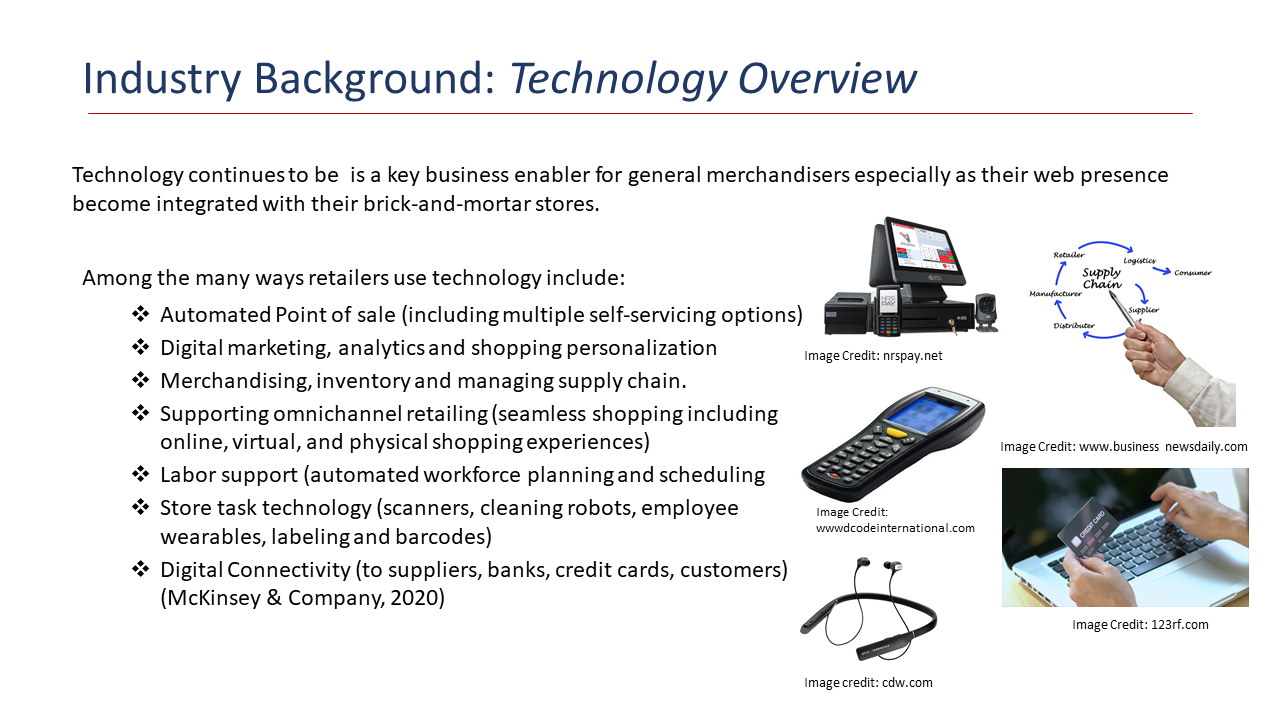 Industry Background: Technology Overview
Technology continues to be  is a key business enabler for general merchandisers especially as their web presence
become integrated with their brick-and-mortar stores.
Among the many ways retailers use technology include:
❖ Automated Point of sale (including multiple self-servicing options)
❖ Digital marketing, analytics and shopping personalization
❖ Merchandising, inventory and managing supply chain.
❖ Supporting omnichannel retailing (seamless shopping including
online, virtual, and physical shopping experiences)
❖ Labor support (automated workforce planning and scheduling
❖ Store task technology (scanners, cleaning robots, employee
wearables, labeling and barcodes)
❖ Digital Connectivity (to suppliers, banks, credit cards, customers)
(McKinsey & Company, 2020)
NRS
PAY
Image Credit: nrspay.net
Retailer
Logistics
Supply
Chain
Consumer
Manufacturer
Supplier
Distributer
Image Credit: www.business  newsdaily.com
Image Credit:
wwwdcodeinternational.com
CREDIT CARD
Image Credit: 123rf.com
Image credit: cdw.com